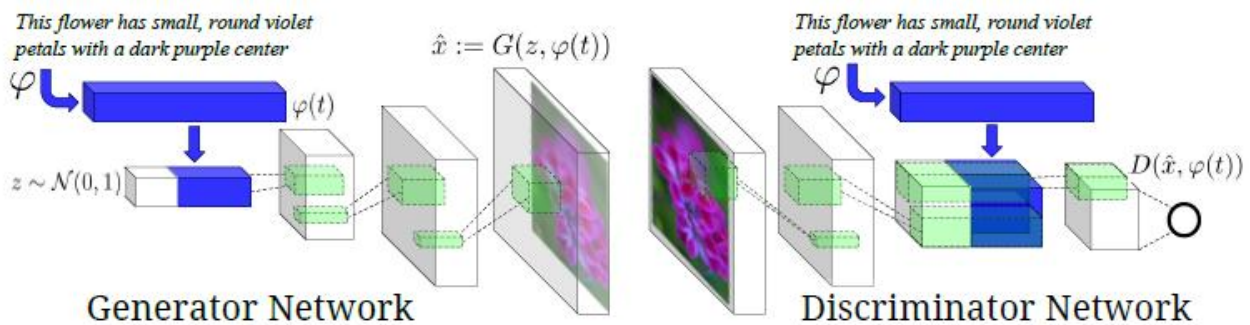 This flower has small, round violet
petals with a dark purple center
φ
φ(t)
z ∼ N(0, 1)
x̂ := G(z, φ(t))
Generator Network
This flower has small, round violet
petals with a dark purple center
φ
D(x̂, φ(t))
Discriminator Network